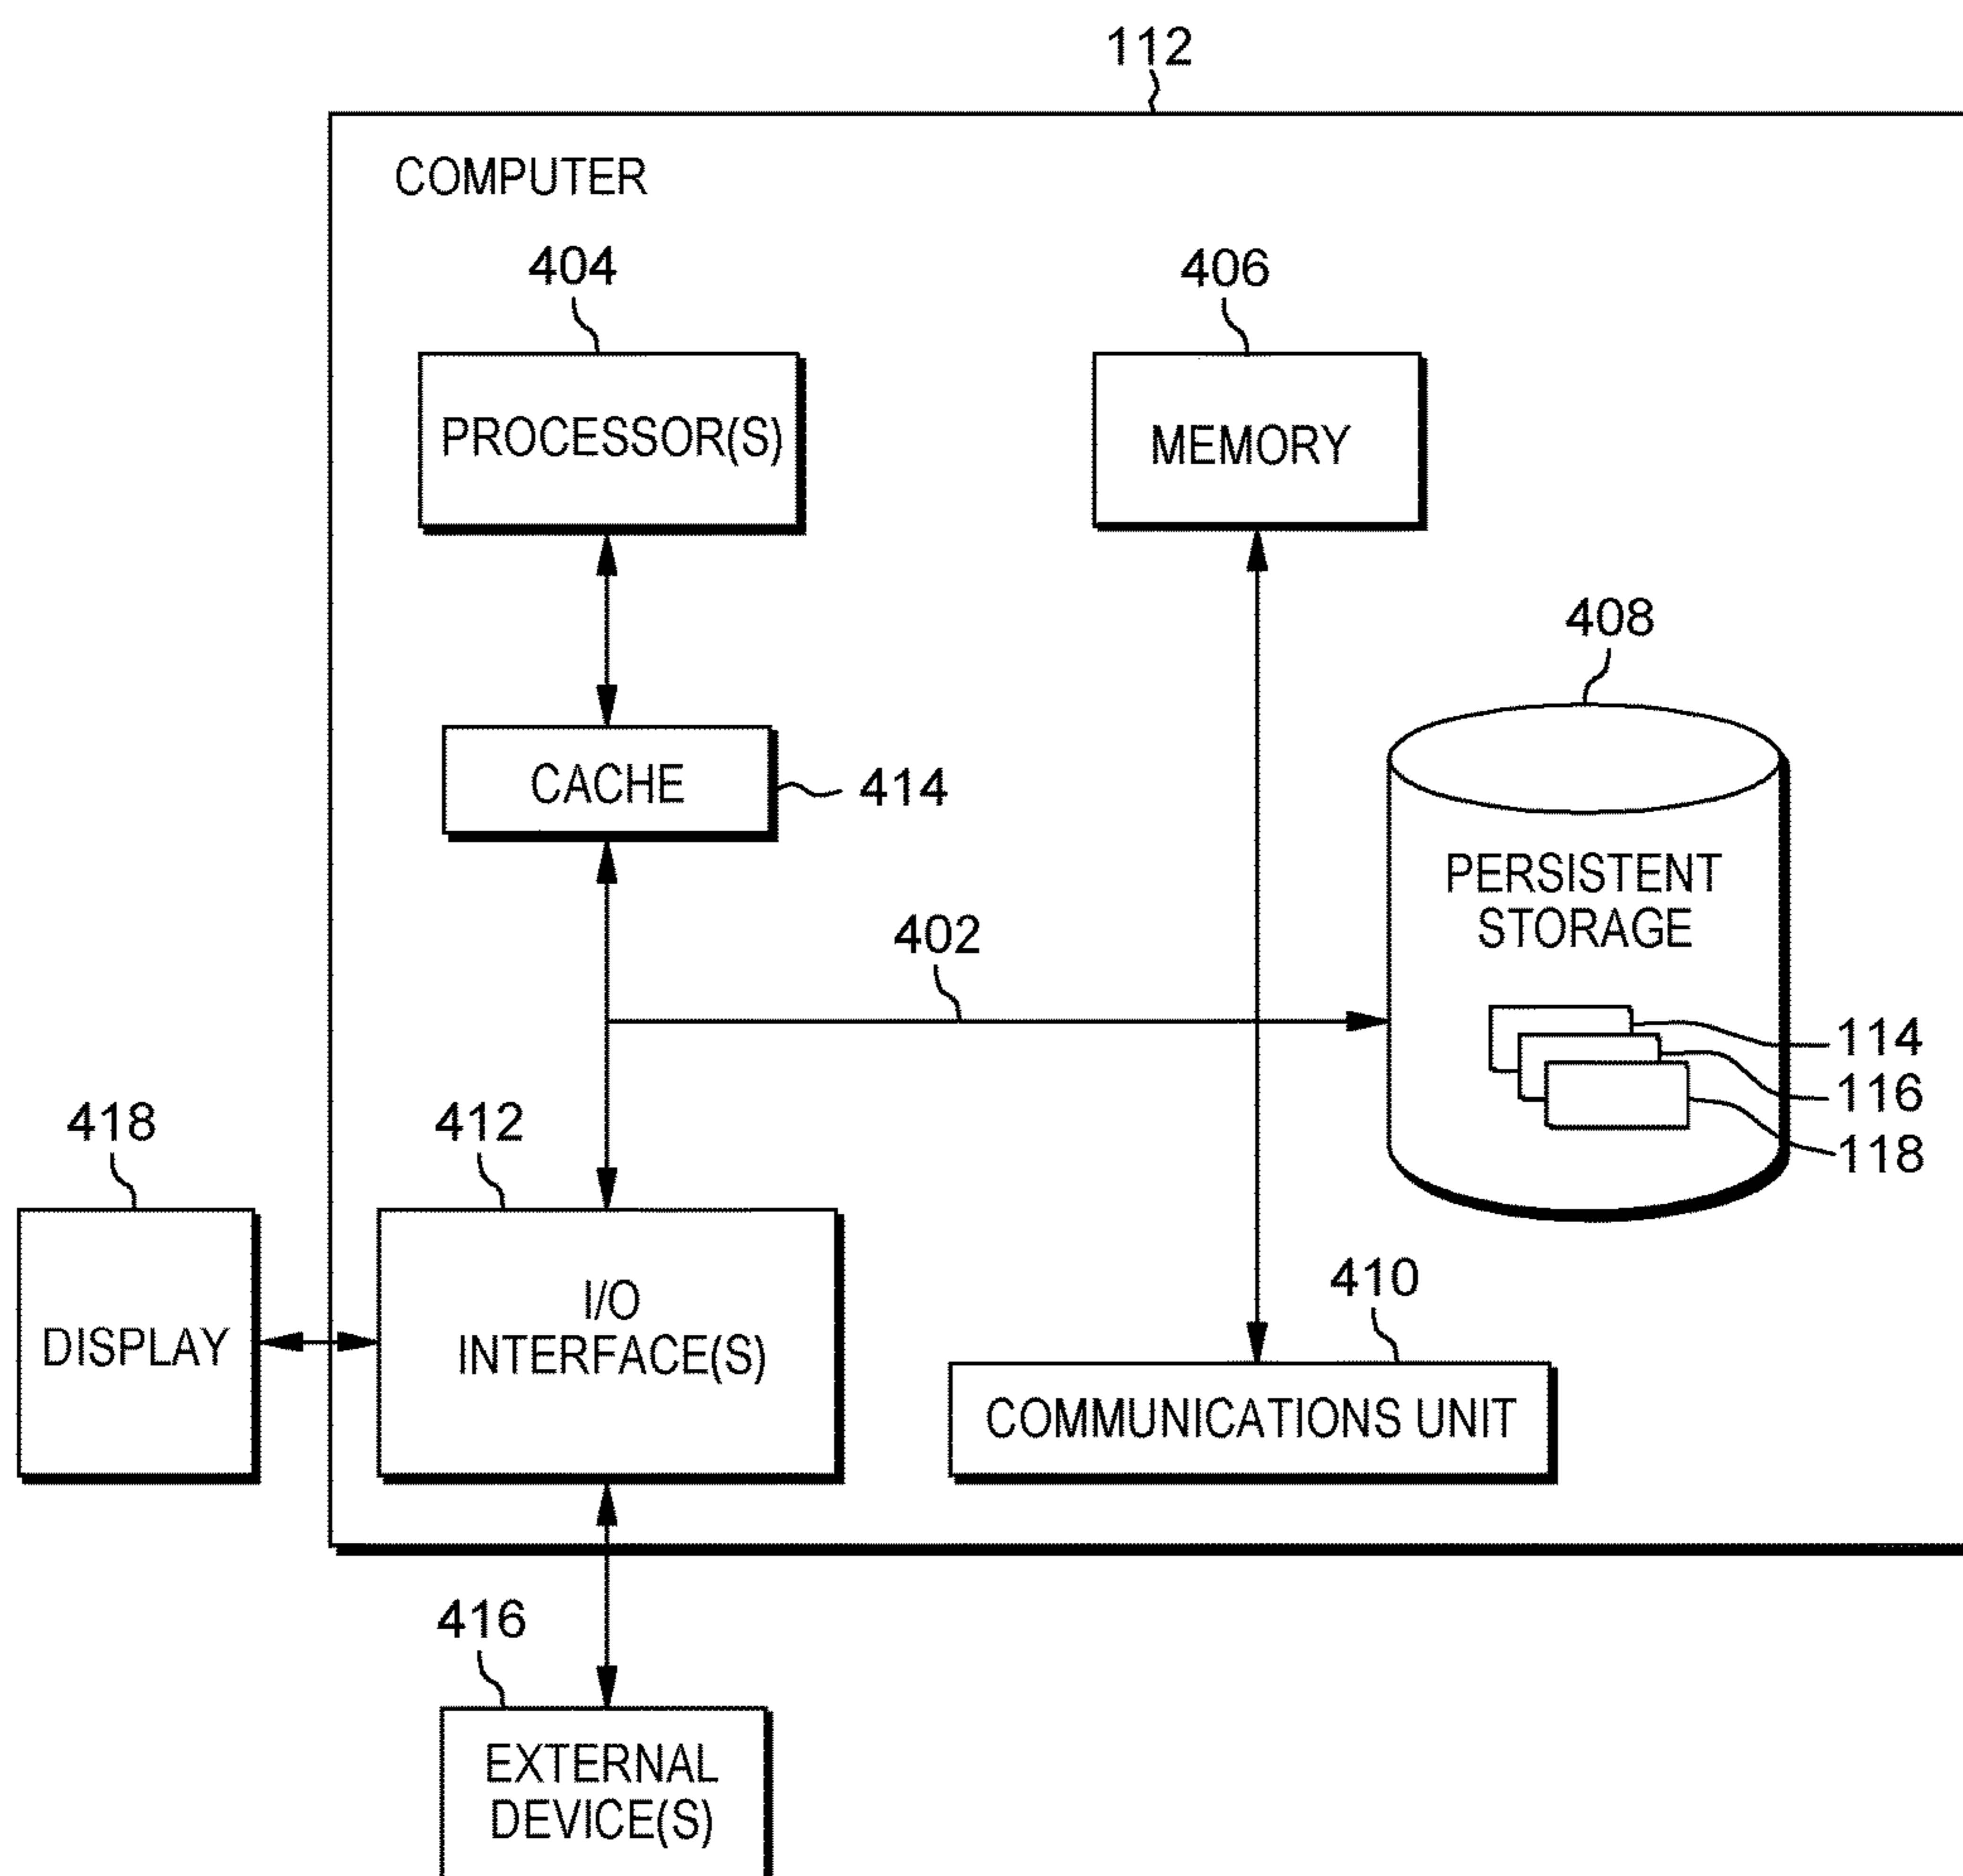 112
COMPUTER
404
406
PROCESSOR(S)
MEMORY
408
CACHE
414
PERSISTENT
STORAGE
402
114
116
118
418
412
DISPLAY
I/O
INTERFACE(S)
410
COMMUNICATIONS UNIT
416
EXTERNAL
DEVICE(S)